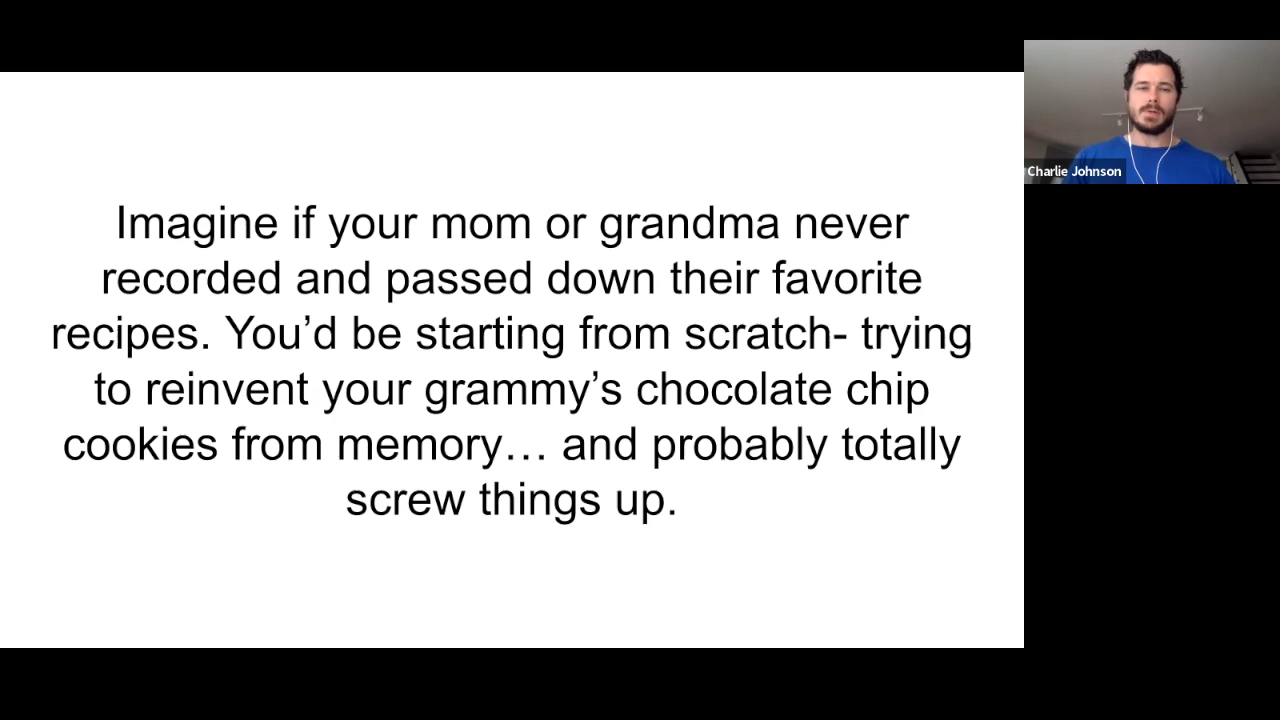 Imagine if your mom or grandma never
recorded and passed down their favorite
recipes. You’d be starting from scratch- trying
to reinvent your grammy’s chocolate chip
cookies from memory… and probably totally
screw things up.
Charlie Johnson